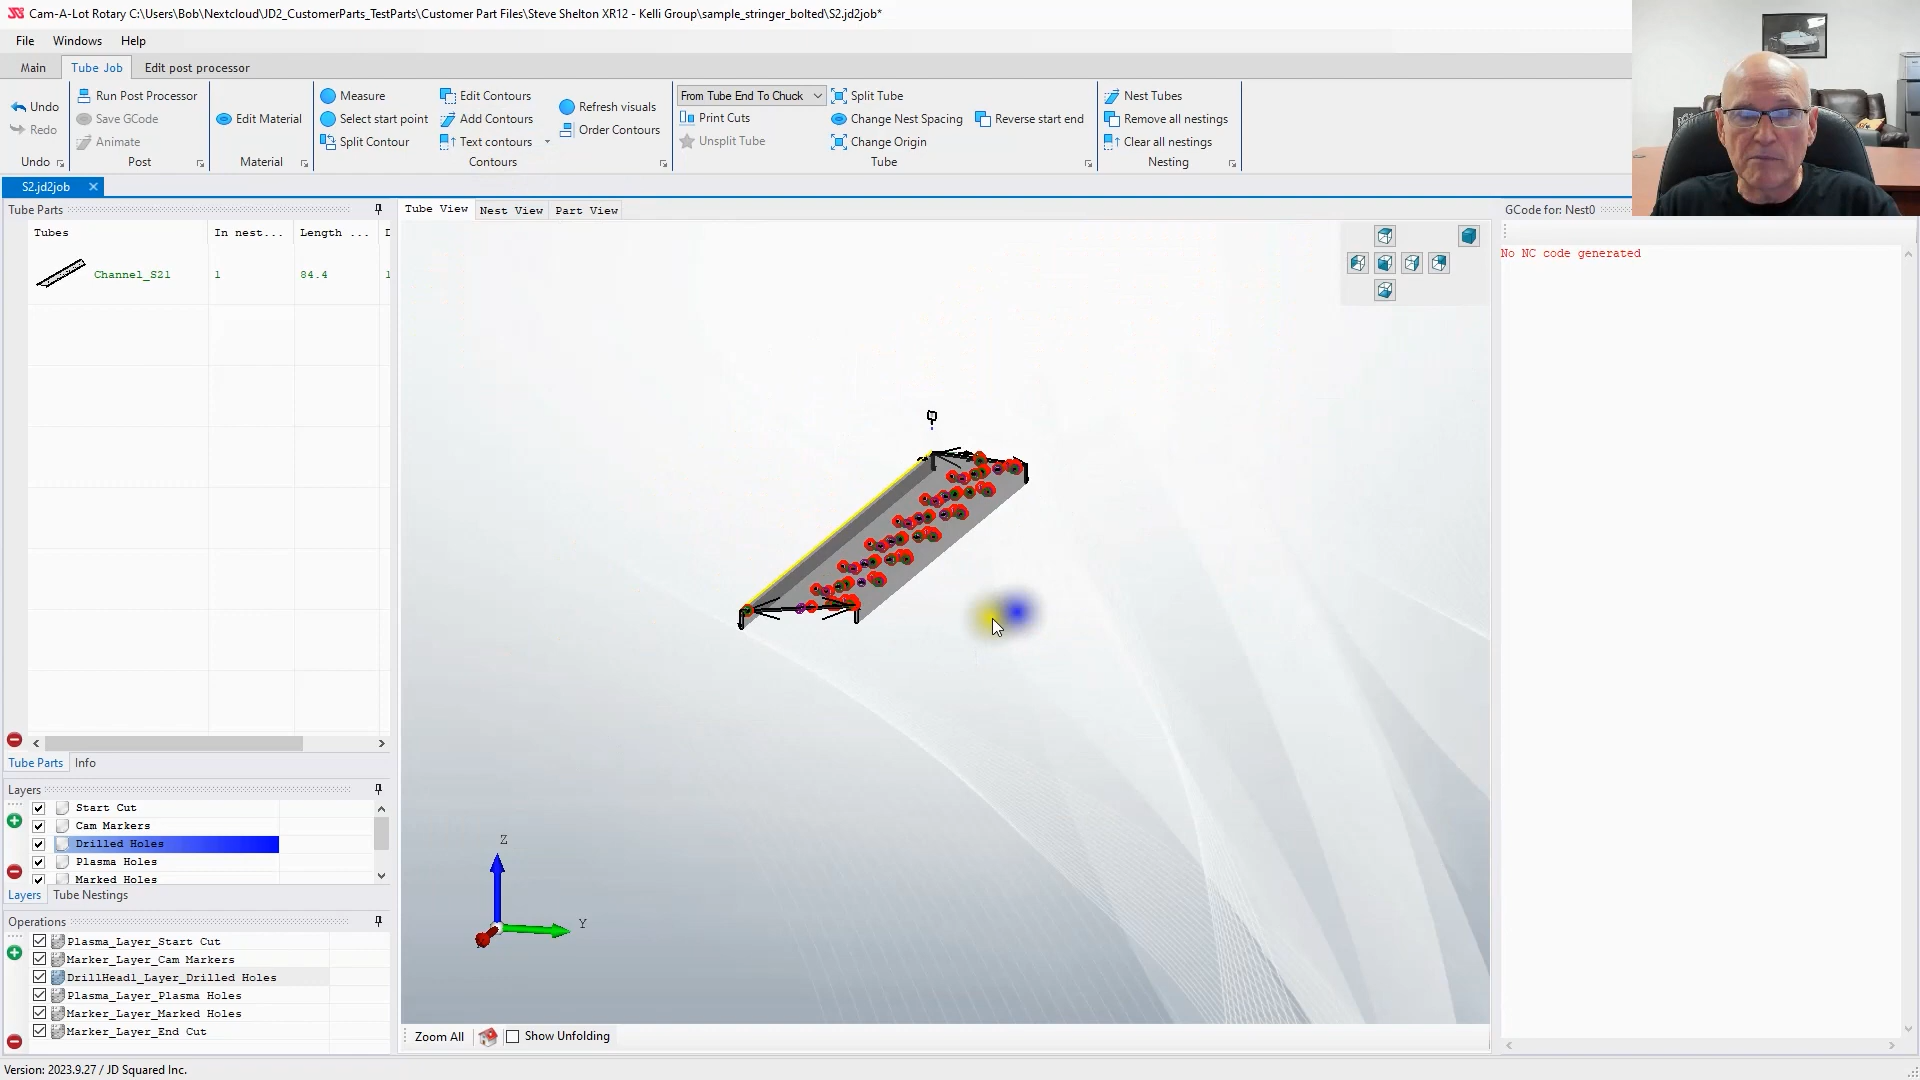 Cam-A-Lot Rotary C:\Users\Bob\Nextcloud\JD2_CustomerParts_TestParts\Customer Part Files\Steve Shelton XR12 - Kelli Group\sample_stringer_bolted\S2.jd2job*
File Windows Help
Main Tube Job Edit post processor
Undo
Redo
Undo
Run Post Processor
Save GCode
Animate
Post
Edit Material
Material
Measure
Select start point
Split Contour
Edit Contours
Add Contours
Text contours
Refresh visuals
Order Contours
Contours
From Tube End To Chuck
Print Cuts
Unsplit Tube
Split Tube
Change Nest Spacing
Change Origin
Reverse start end
Tube
Nest Tubes
Remove all nestings
Clear all nestings
Nesting
S2.jd2job
Tube Parts
Tubes In nest... Length ...
Channel_S21 1 84.4
Tube Parts Info
Layers
Start Cut
Cam Markers
Drilled Holes
Plasma Holes
Marked Holes
Layers Tube Nestings
Operations
Plasma_Layer_Start Cut
Marker_Layer_Cam Markers
DrillHead1_Layer_Drilled Holes
Plasma_Layer_Plasma Holes
Marker_Layer_Marked Holes
Marker_Layer_End Cut
Tube View Nest View Part View
Z
Y
Zoom All Show Unfolding
GCode for: Nest0
No NC code generated
Version: 2023.9.27 / JD Squared Inc.